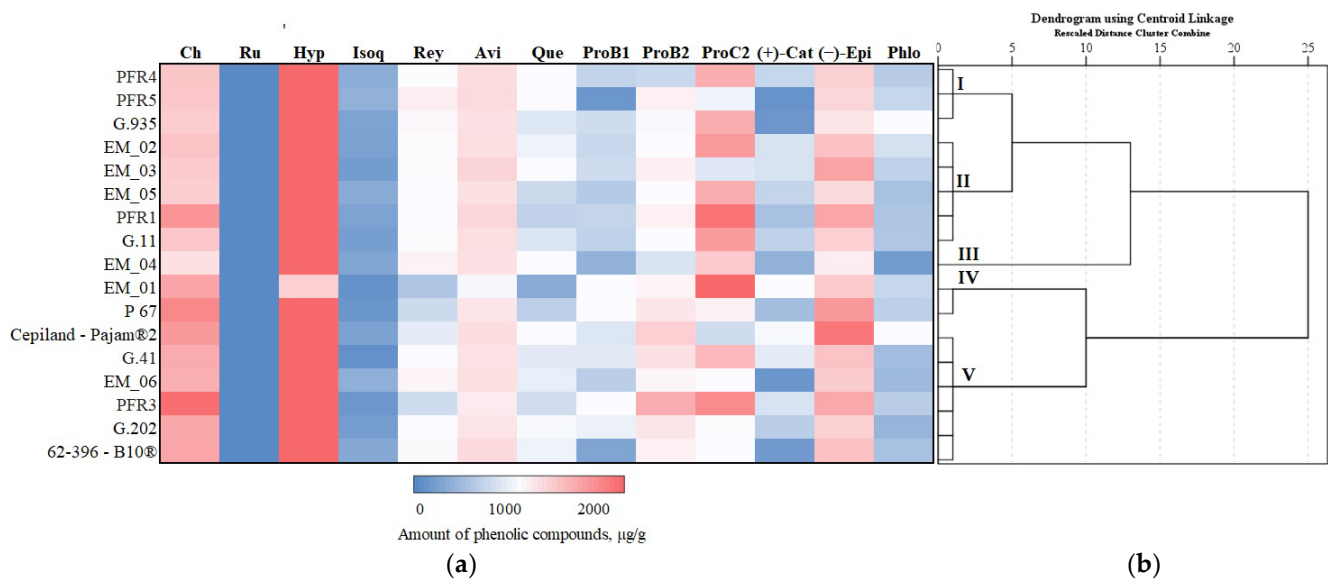 Ch Ru Hyp Isoq Rey Avi Que ProB1 ProB2 ProC2 (+)-Cat (−)-Epi Phlo
PFR4
PFR5
G.935
EM_02
EM_03
EM_05
PFR1
G.11
EM_04
EM_01
P 67
Cepiland - Pajam®2
G.41
EM_06
PFR3
G.202
62-396 - B10®
0 1000 2000
Amount of phenolic compounds, μg/g
(a)
Dendrogram using Centroid Linkage
Rescaled Distance Cluster Combine
0 5 10 15 20 25
I
II
III
IV
V
(b)